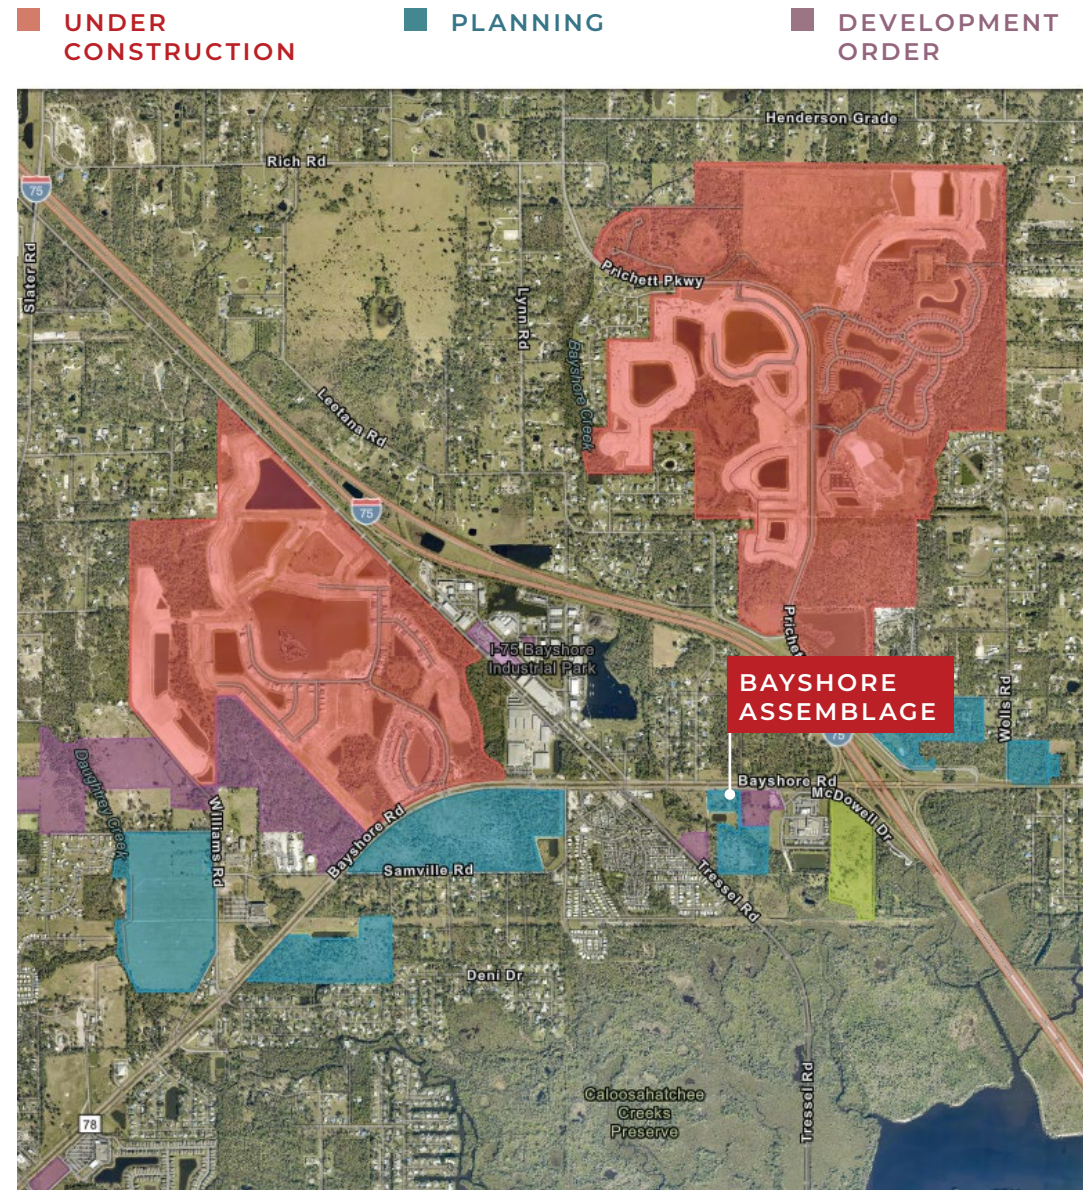 UNDER
CONSTRUCTION
PLANNING
DEVELOPMENT
ORDER
Henderson Grade
Rich Rd
75
Slater Rd
Prichett Pkwy
Lynn Rd
Bayshore Creek
Leetana Rd
75
Prichet
I-75 Bayshore
Industrial Park
BAYSHORE
ASSEMBLAGE
Wells Rd
75
Daughtrey Creek
Bayshore Rd
McDowell Dr
Williams Rd
Bayshore Rd
Samville Rd
Tressel Rd
Deni Dr
Caloosahatchee
Creeks
Preserve
Tressel Rd
78